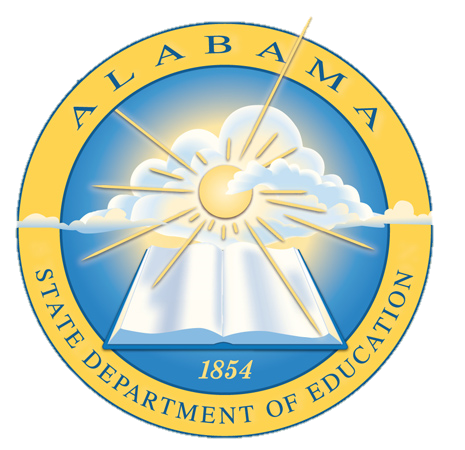 ALABAMA
1854
STATE DEPARTMENT OF EDUCATION